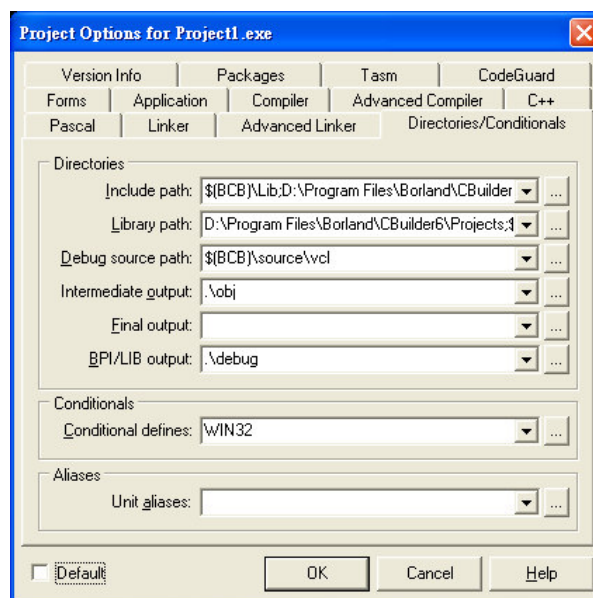 Project Options for Project1.exe
Version Info Packages Tasm CodeGuard
Forms Application Compiler Advanced Compiler C++
Pascal Linker Advanced Linker Directories/Conditionals
Directories
Include path: $(BCB)\Lib;D:\Program Files\Borland\CBuilder ...
Library path: D:\Program Files\Borland\CBuilder6\Projects;$ ...
Debug source path: $(BCB)\source\vcl ...
Intermediate output: .\obj ...
Final output: ...
BPI/LIB output: .\debug ...
Conditionals
Conditional defines: WIN32 ...
Aliases
Unit aliases: ...
Default OK Cancel Help